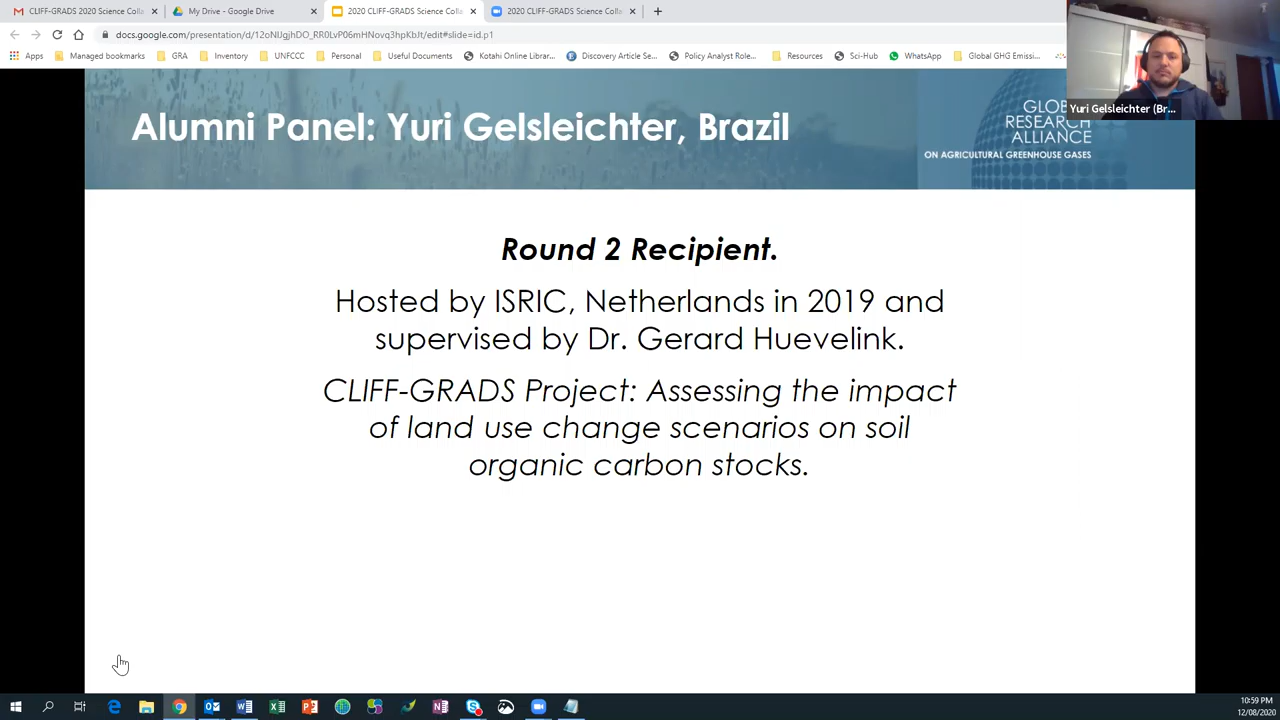 CLIFF-GRADS 2020 Science Colla
My Drive - Google Drive
2020 CLIFF-GRADS Science Colla
2020 CLIFF-GRADS Science Collab
docs.google.com/presentation/d/
edit#slide=id.p1
Apps
Managed bookmarks
GRA
Inventory
UNFCCC
Personal
Useful Documents
Kotahi Online Librar...
Discovery Article Se...
Policy Analyst Role...
Resources
Sci-Hub
WhatsApp
Global GHG Emissi...
Yuri Gelsleichter (Br...
Alumni Panel: Yuri Gelsleichter, Brazil
RESEARCH
ALLIANCE
ON AGRICULTURAL GREENHOUSE GASES
Round 2 Recipient.
Hosted by ISRIC, Netherlands in 2019 and
supervised by Dr. Gerard Huevelink.
CLIFF-GRADS Project: Assessing the impact
of land use change scenarios on soil
organic carbon stocks.
10:59 PM
12/08/2020